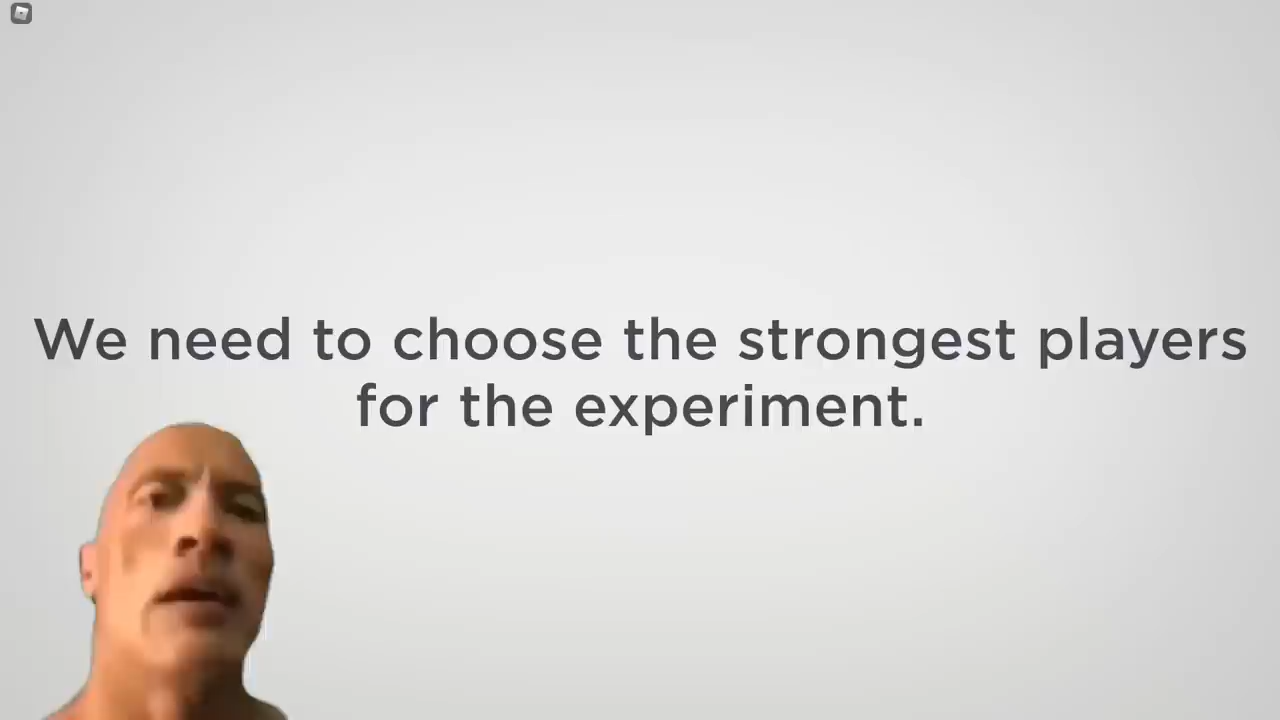 We need to choose the strongest players
for the experiment.